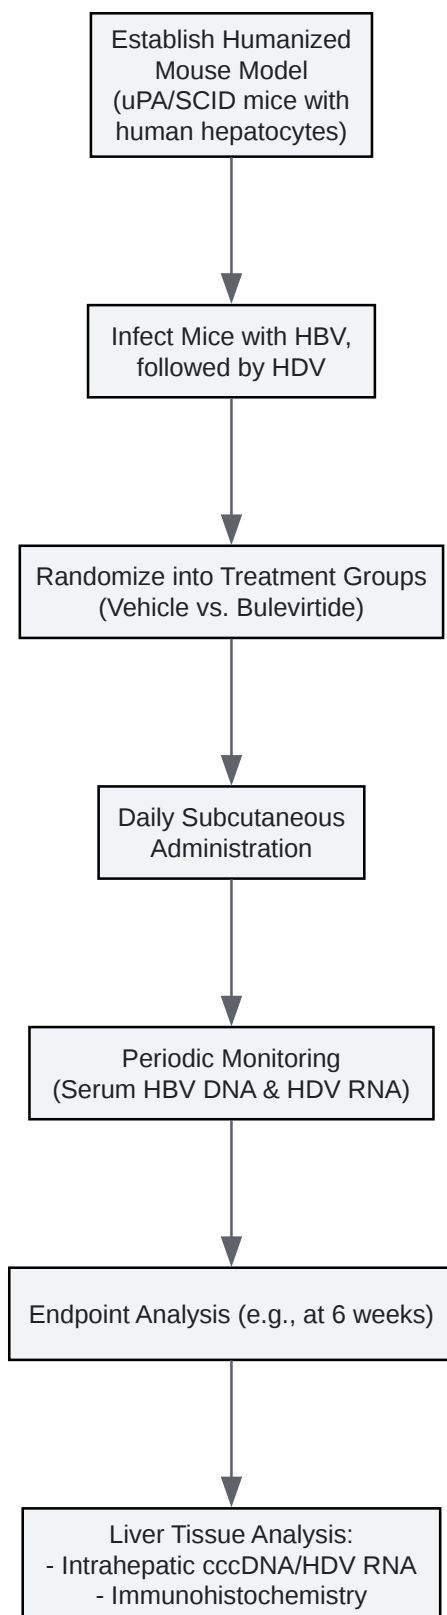 Establish Humanized
Mouse Model
(uPA/SCID mice with
human hepatocytes)
Infect Mice with HBV,
followed by HDV
Randomize into Treatment Groups
(Vehicle vs. Bulevirtide)
Daily Subcutaneous
Administration
Periodic Monitoring
(Serum HBV DNA & HDV RNA)
Endpoint Analysis (e.g., at 6 weeks)
Liver Tissue Analysis:
- Intrahepatic cccDNA/HDV RNA
- Immunohistochemistry